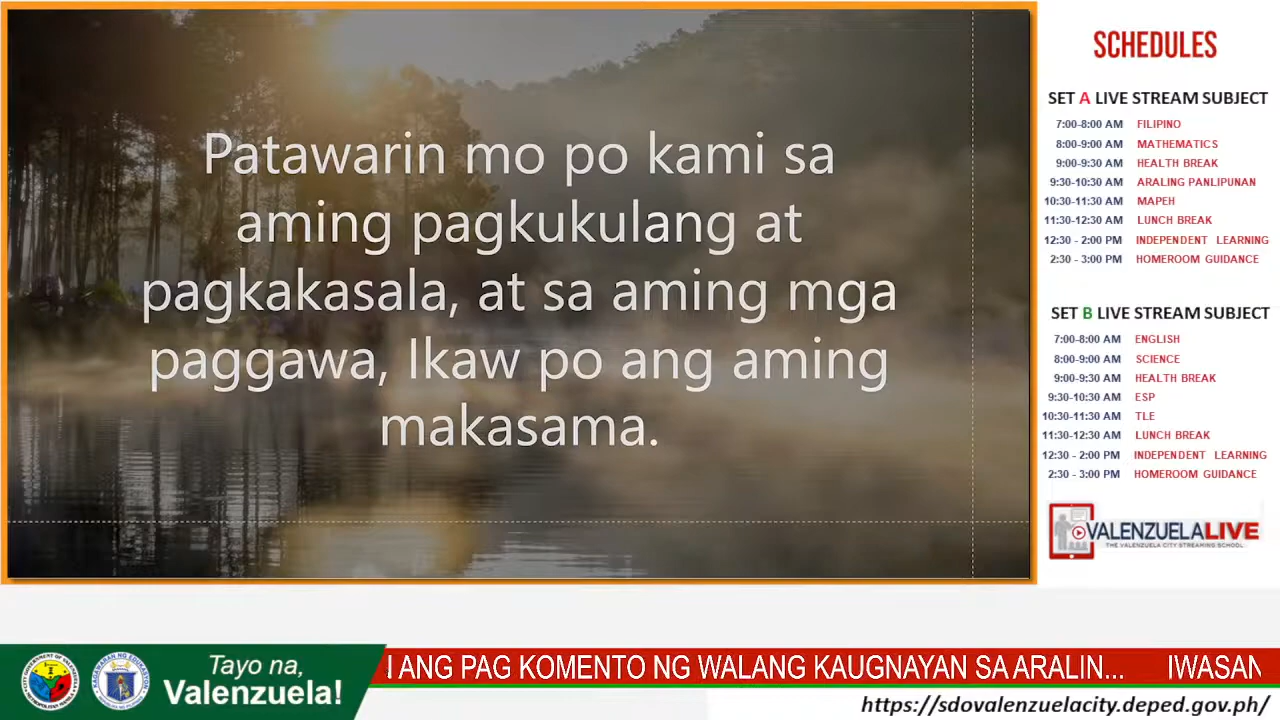 Patawarin mo po kami sa
aming pagkukulang at
pagkakasala, at sa aming mga
paggawa, Ikaw po ang aming
makasama.
SCHEDULES
SET A LIVE STREAM SUBJECT
7:00-8:00 AM FILIPINO
8:00-9:00 AM MATHEMATICS
9:00-9:30 AM HEALTH BREAK
9:30-10:30 AM ARALING PANLIPUNAN
10:30-11:30 AM MAPEH
11:30-12:30 AM LUNCH BREAK
12:30 - 2:00 PM INDEPENDENT LEARNING
2:30 - 3:00 PM HOMEROOM GUIDANCE
SET B LIVE STREAM SUBJECT
7:00-8:00 AM ENGLISH
8:00-9:00 AM SCIENCE
9:00-9:30 AM HEALTH BREAK
9:30-10:30 AM ESP
10:30-11:30 AM TLE
11:30-12:30 AM LUNCH BREAK
12:30 - 2:00 PM INDEPENDENT LEARNING
2:30 - 3:00 PM HOMEROOM GUIDANCE
VALENZUELALIVE
THE VALENZUELA CITY STREAMING SCHOOL
Tayo na,
Valenzuela!
ANG PAG KOMENTO NG WALANG KAUGNAYAN SA ARALIN... IWASAN
https://sdovalenzuelacity.deped.gov.ph/